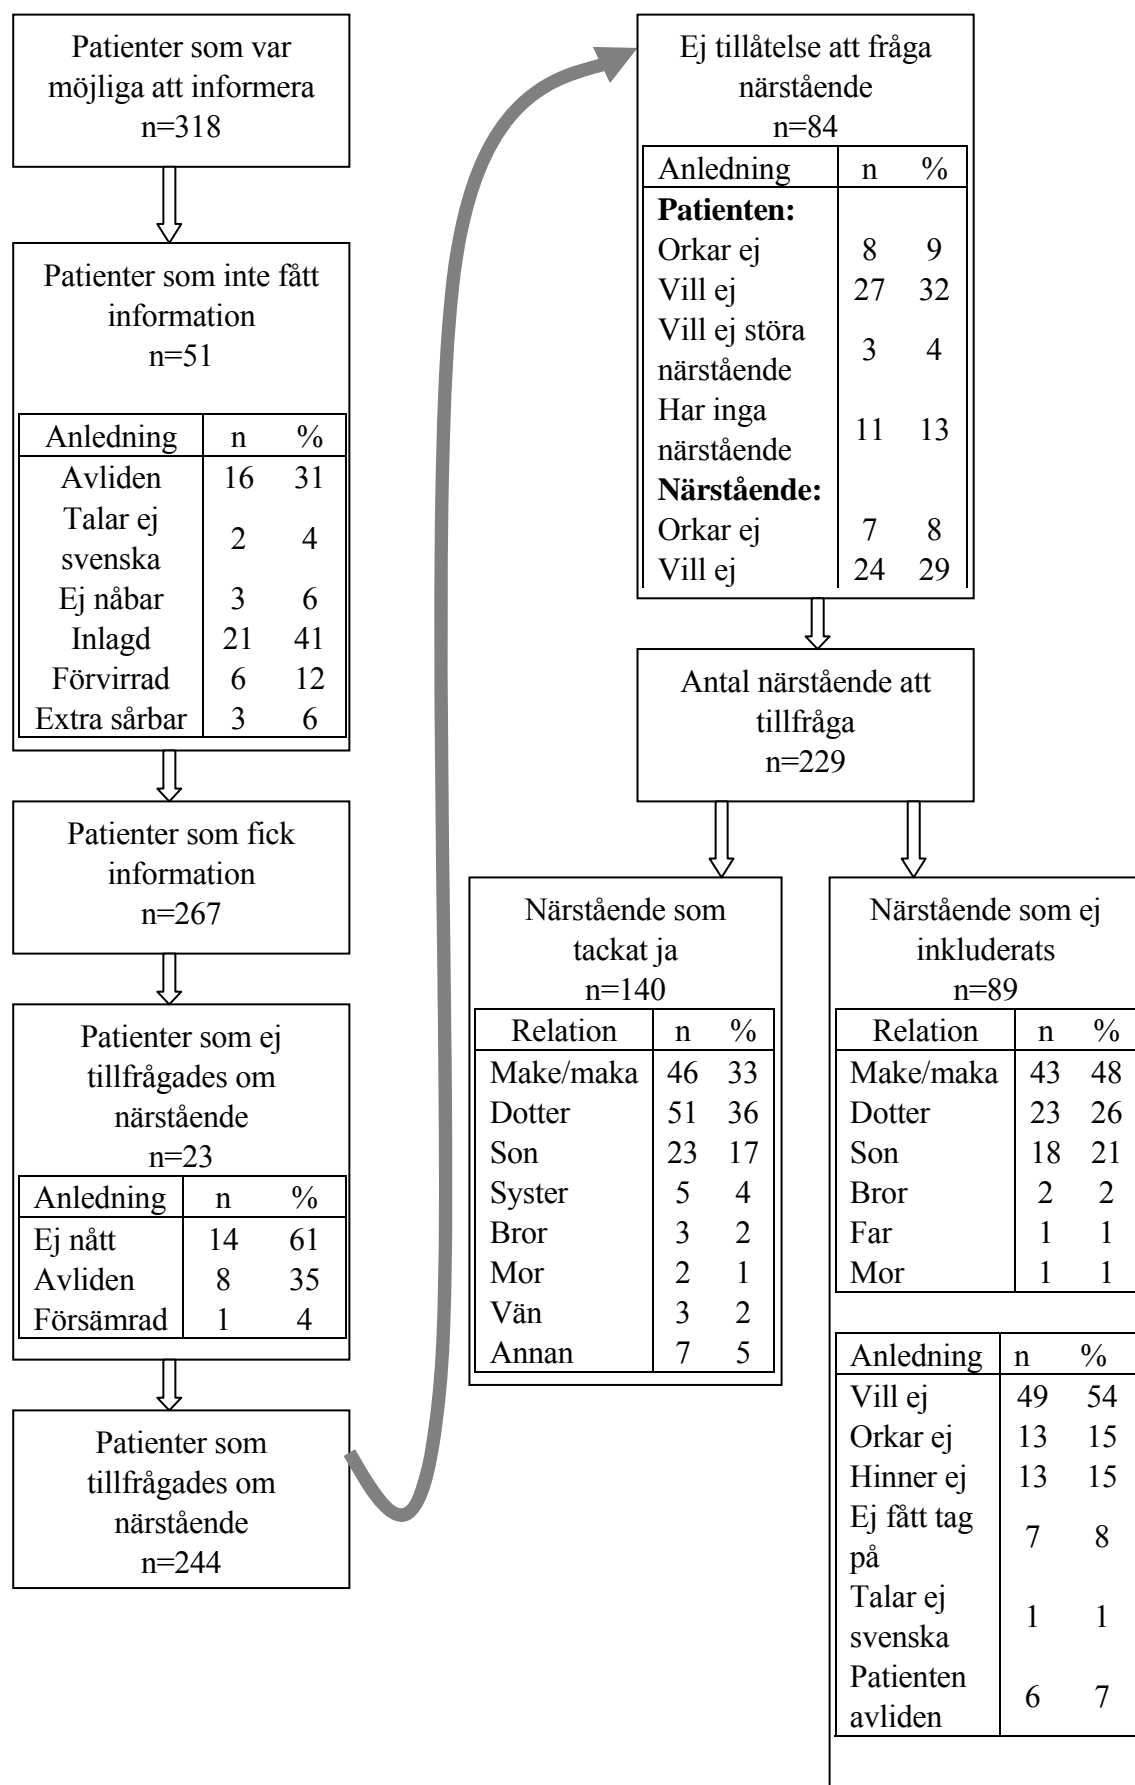 Patienter som var
möjliga att informera
n=318
Patienter som inte fått
information
n=51
Anledning n %
Avliden 16 31
Talar ej
svenska 2 4
Ej nåbar 3 6
Inlagd 21 41
Förvirrad 6 12
Extra sårbar 3 6
Patienter som fick
information
n=267
Patienter som ej
tillfrågades om
närstående
n=23
Anledning n %
Ej nått 14 61
Avliden 8 35
Försämrad 1 4
Patienter som
tillfrågades om
närstående
n=244
Ej tillåtelse att fråga
närstående
n=84
Anledning n %
Patienten:
Orkar ej 8 9
Vill ej 27 32
Vill ej störa
närstående 3 4
Har inga
närstående 11 13
Närstående:
Orkar ej 7 8
Vill ej 24 29
Antal närstående att
tillfråga
n=229
Närstående som
tackat ja
n=140
Relation n %
Make/maka 46 33
Dotter 51 36
Son 23 17
Syster 5 4
Bror 3 2
Mor 2 1
Vän 3 2
Annan 7 5
Närstående som ej
inkluderats
n=89
Relation n %
Make/maka 43 48
Dotter 23 26
Son 18 21
Bror 2 2
Far 1 1
Mor 1 1
Anledning n %
Vill ej 49 54
Orkar ej 13 15
Hinner ej 13 15
Ej fått tag
på 7 8
Talar ej
svenska 1 1
Patienten
avliden 6 7